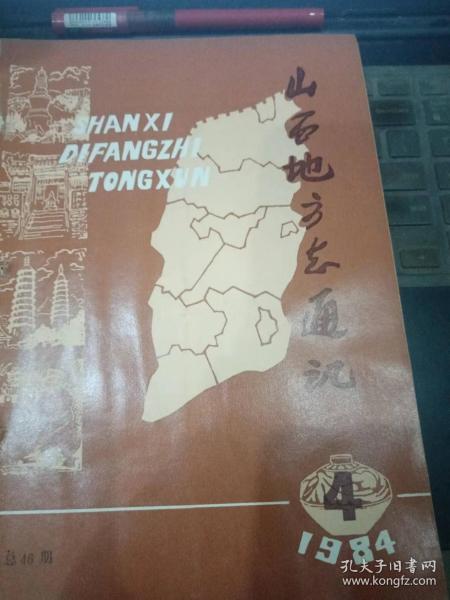 SHANXI
DIFANGZHI
TONGXUN
山西地方志通讯
4
1984
总46期
孔夫子旧书网
www.kongfz.com